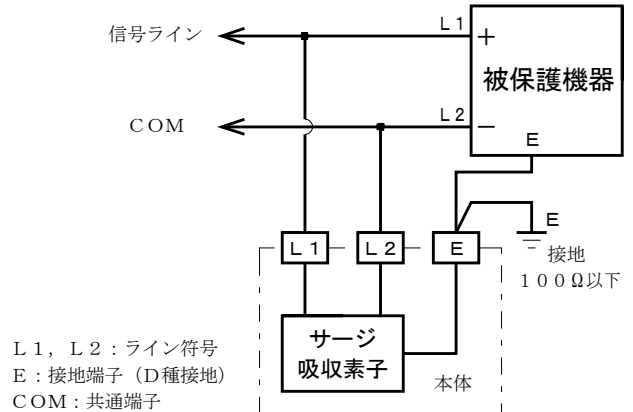 信号ライン
L1
+
被保護機器
COM
L2
−
E
L1
L2
E
E
接地
100Ω以下
サージ
吸収素子
本体
L1，L2：ライン符号
E：接地端子（D種接地）
COM：共通端子